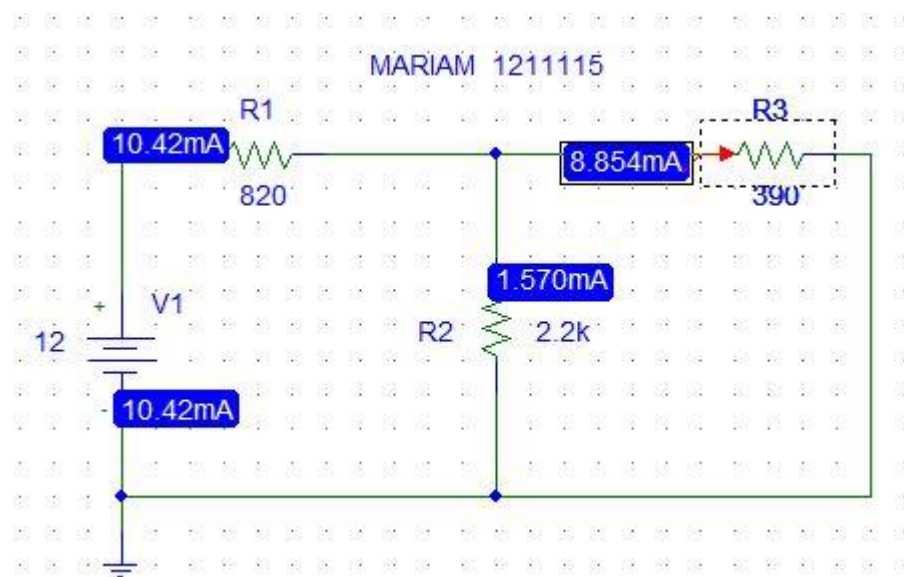 MARIAM 1211115
R1
R3
10.42mA
8.854mA
820
390
1.570mA
+
V1
R2
2.2k
12
-
10.42mA